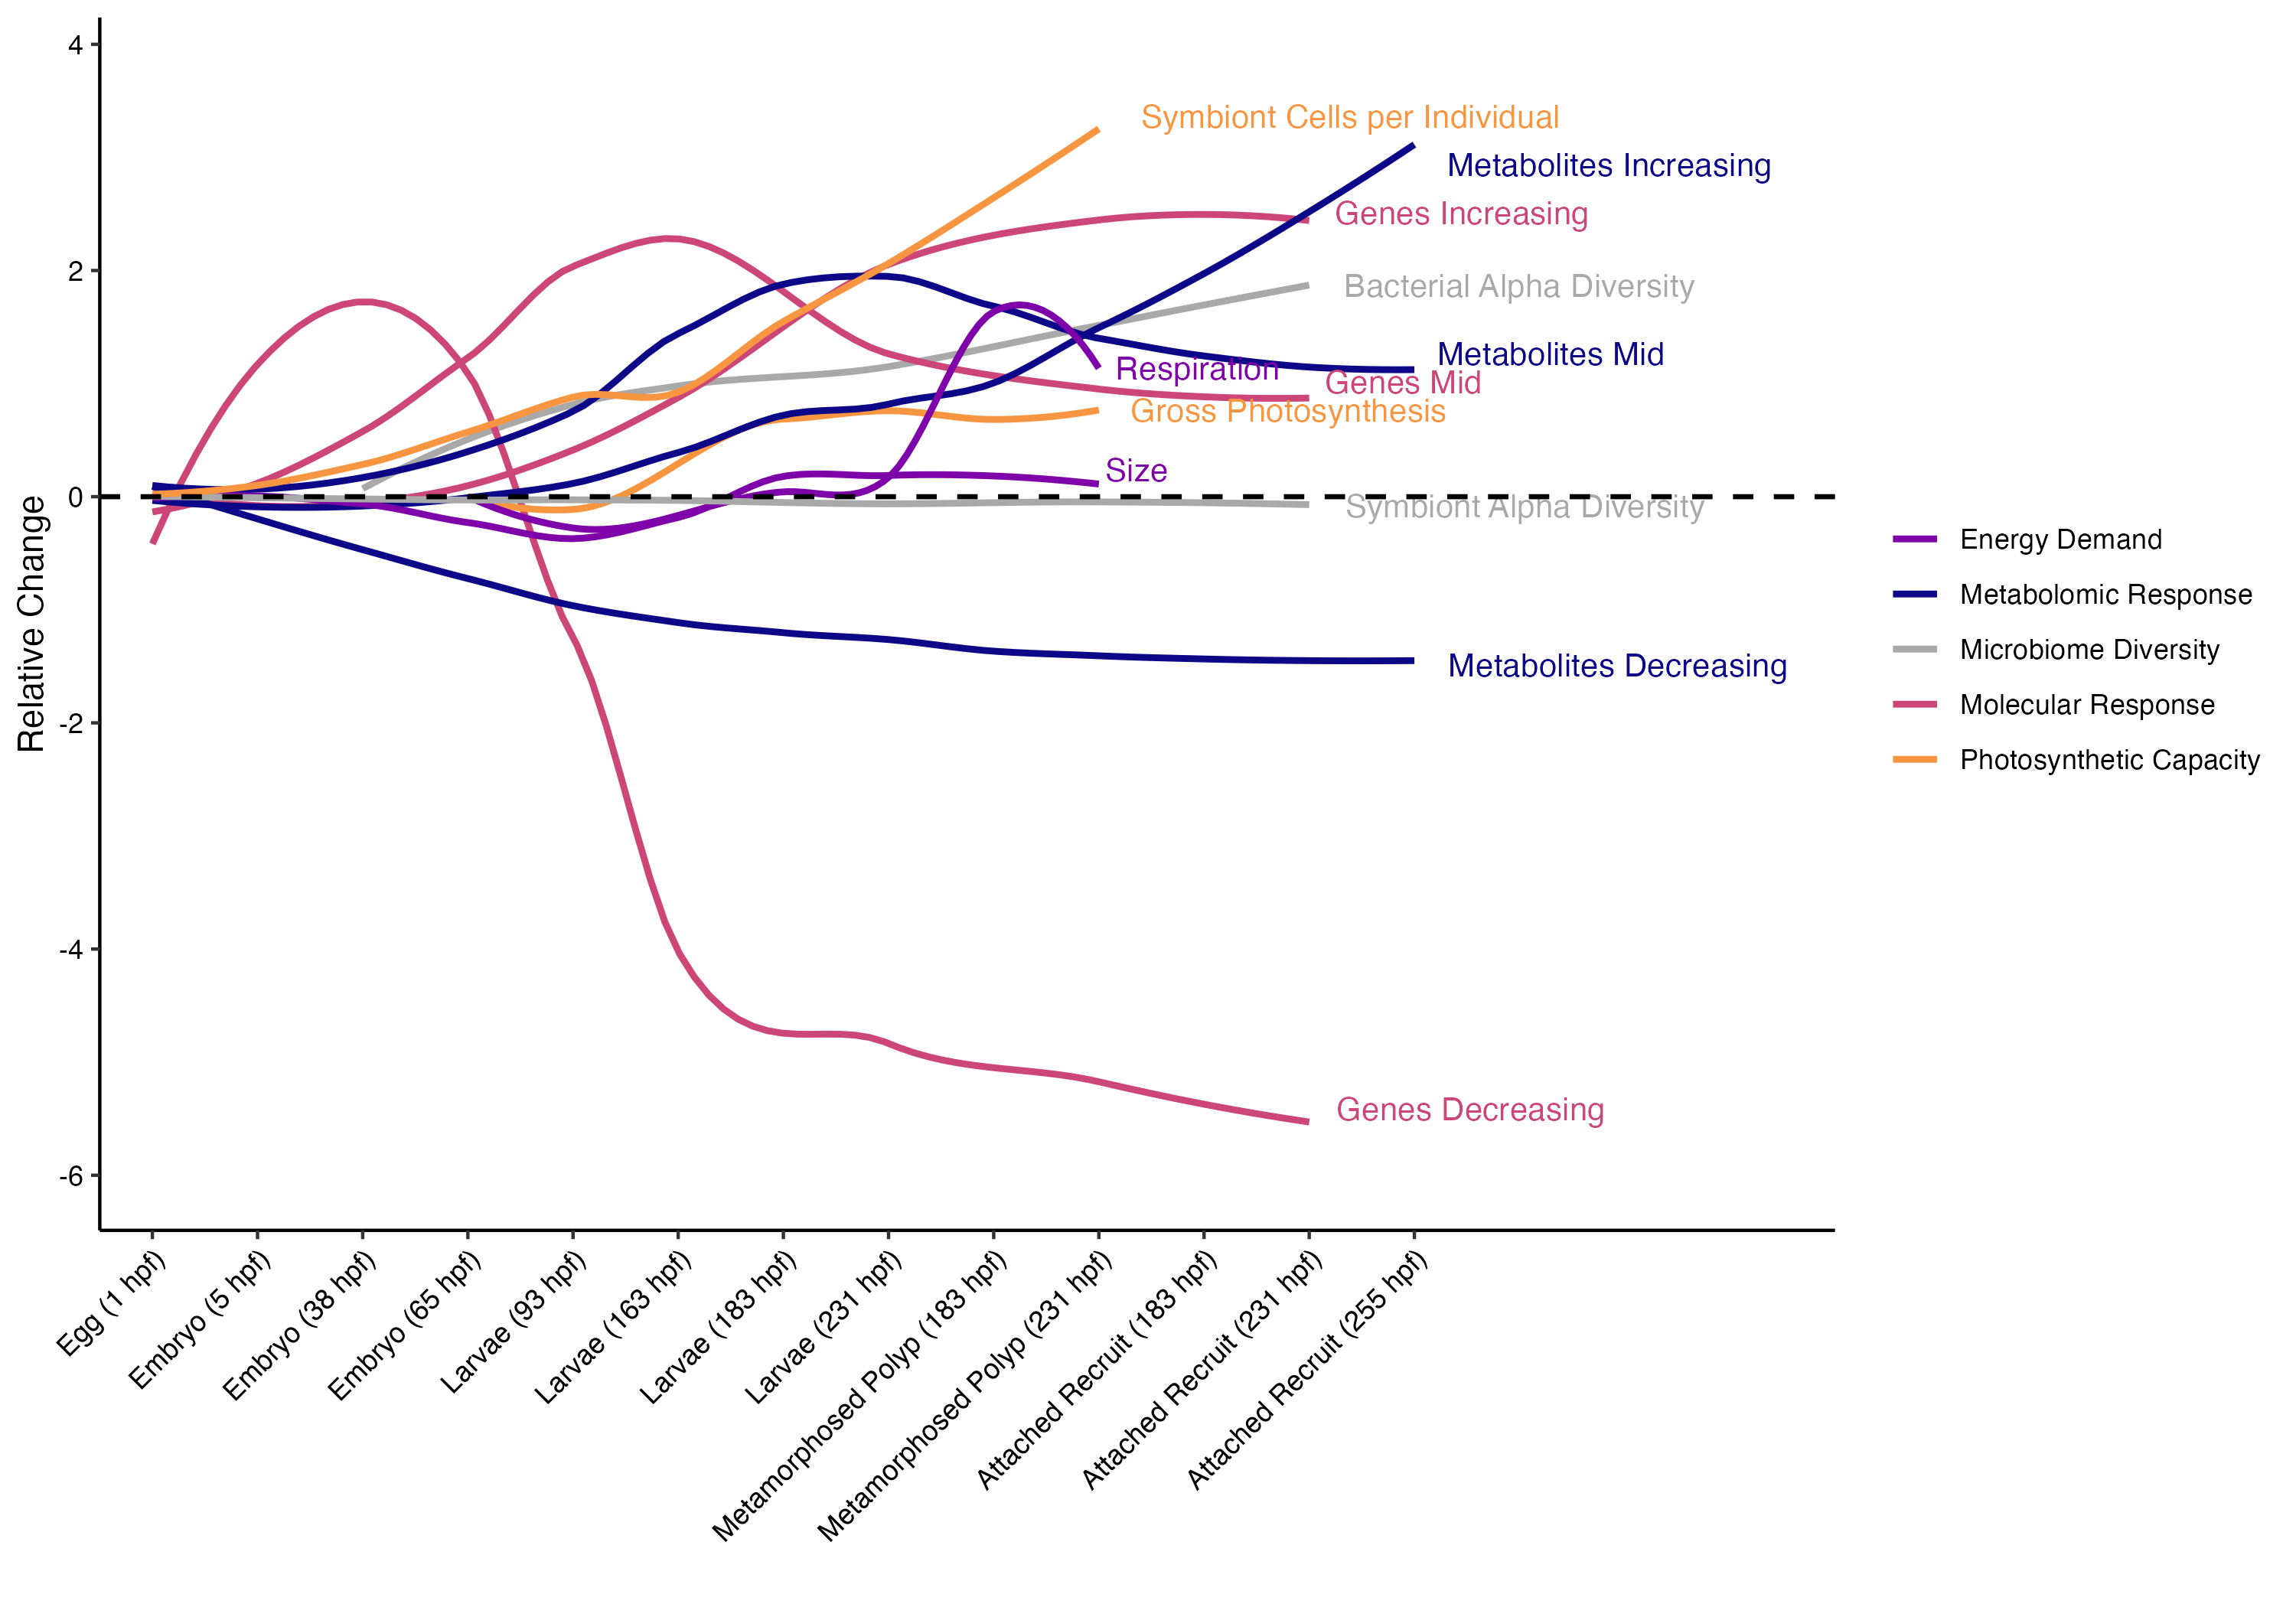 Relative Change
4
2
0
-2
-4
-6
Symbiont Cells per Individual
Metabolites Increasing
Genes Increasing
Bacterial Alpha Diversity
Metabolites Mid
Respiration
Genes Mid
Gross Photosynthesis
Size
Symbiont Alpha Diversity
Metabolites Decreasing
Genes Decreasing
Energy Demand
Metabolomic Response
Microbiome Diversity
Molecular Response
Photosynthetic Capacity
Egg (1 hpf)
Embryo (5 hpf)
Embryo (38 hpf)
Embryo (65 hpf)
Larvae (93 hpf)
Larvae (163 hpf)
Larvae (183 hpf)
Larvae (231 hpf)
Metamorphosed Polyp (183 hpf)
Metamorphosed Polyp (231 hpf)
Attached Recruit (183 hpf)
Attached Recruit (231 hpf)
Attached Recruit (255 hpf)